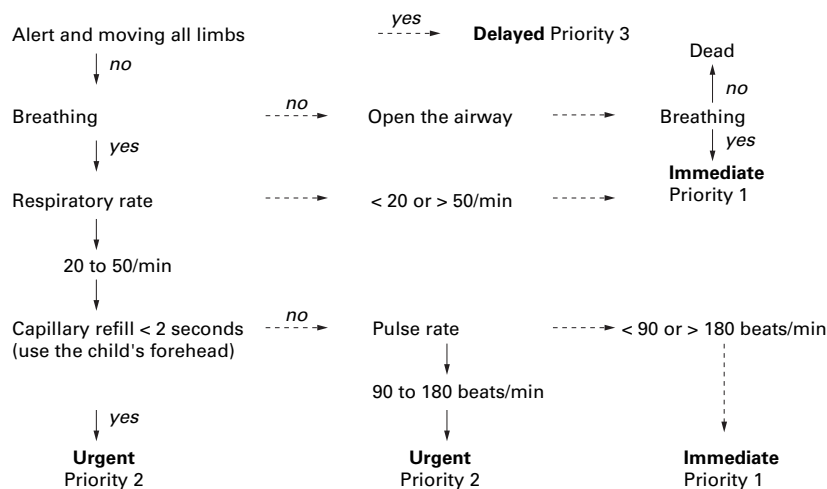 Alert and moving all limbs
yes
Delayed Priority 3
no
Dead
no
Breathing
no
Open the airway
Breathing
yes
yes
Immediate
Priority 1
Respiratory rate
< 20 or > 50/min
20 to 50/min
Capillary refill < 2 seconds
(use the child's forehead)
no
Pulse rate
< 90 or > 180 beats/min
90 to 180 beats/min
yes
Urgent
Priority 2
Urgent
Priority 2
Immediate
Priority 1